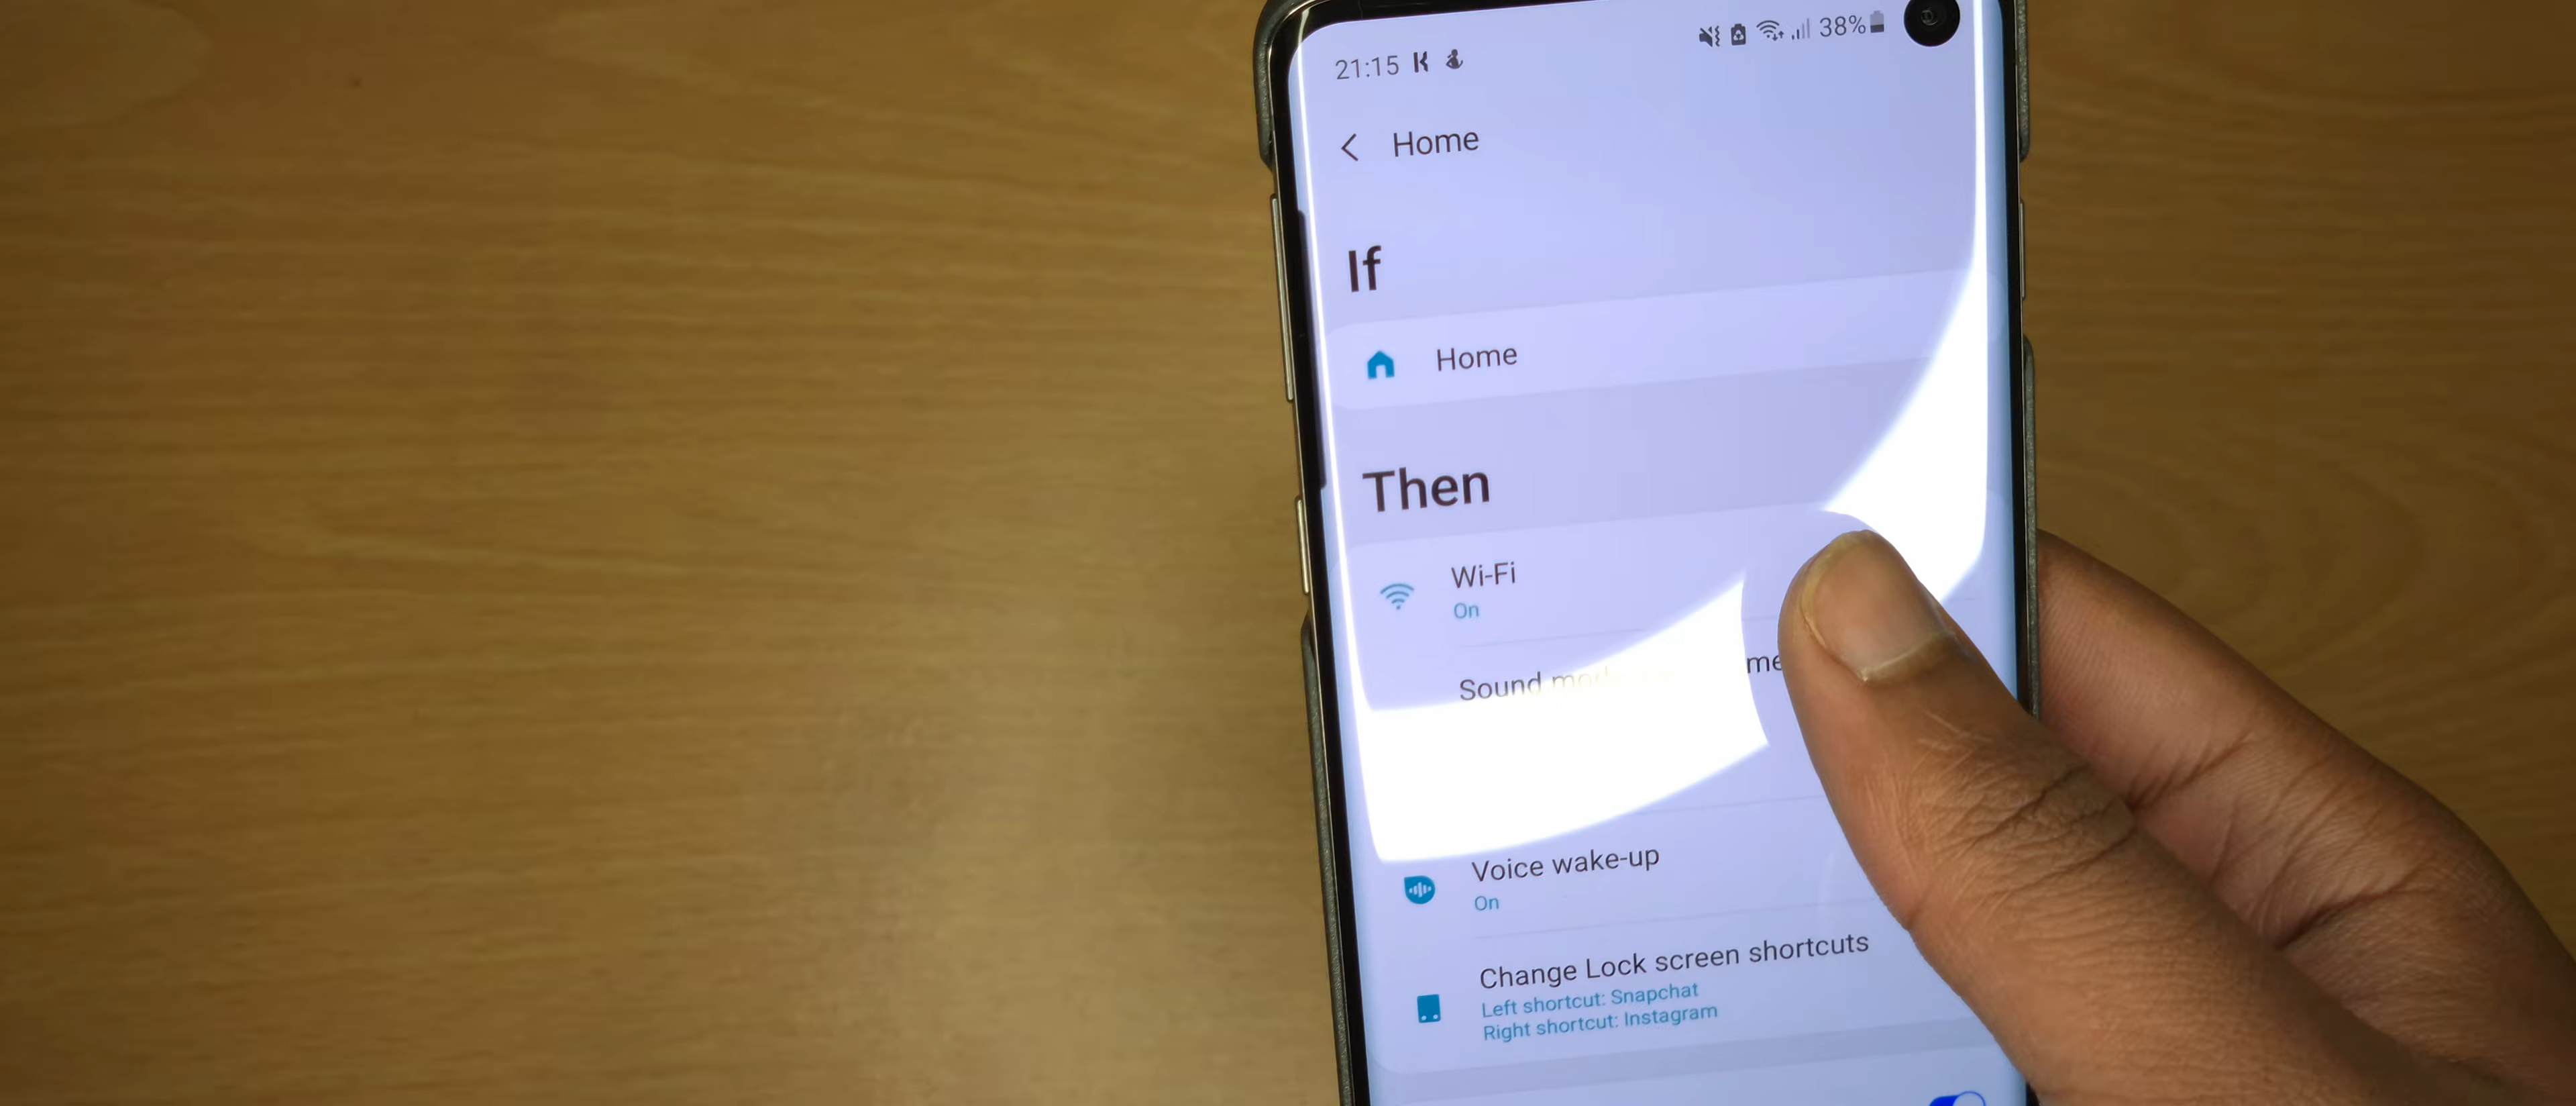 21:15 38%
Home
If
Home
Then
Wi-Fi
On
Sound
Voice wake-up
On
Change Lock screen shortcuts
Left shortcut: Snapchat
Right shortcut: Instagram